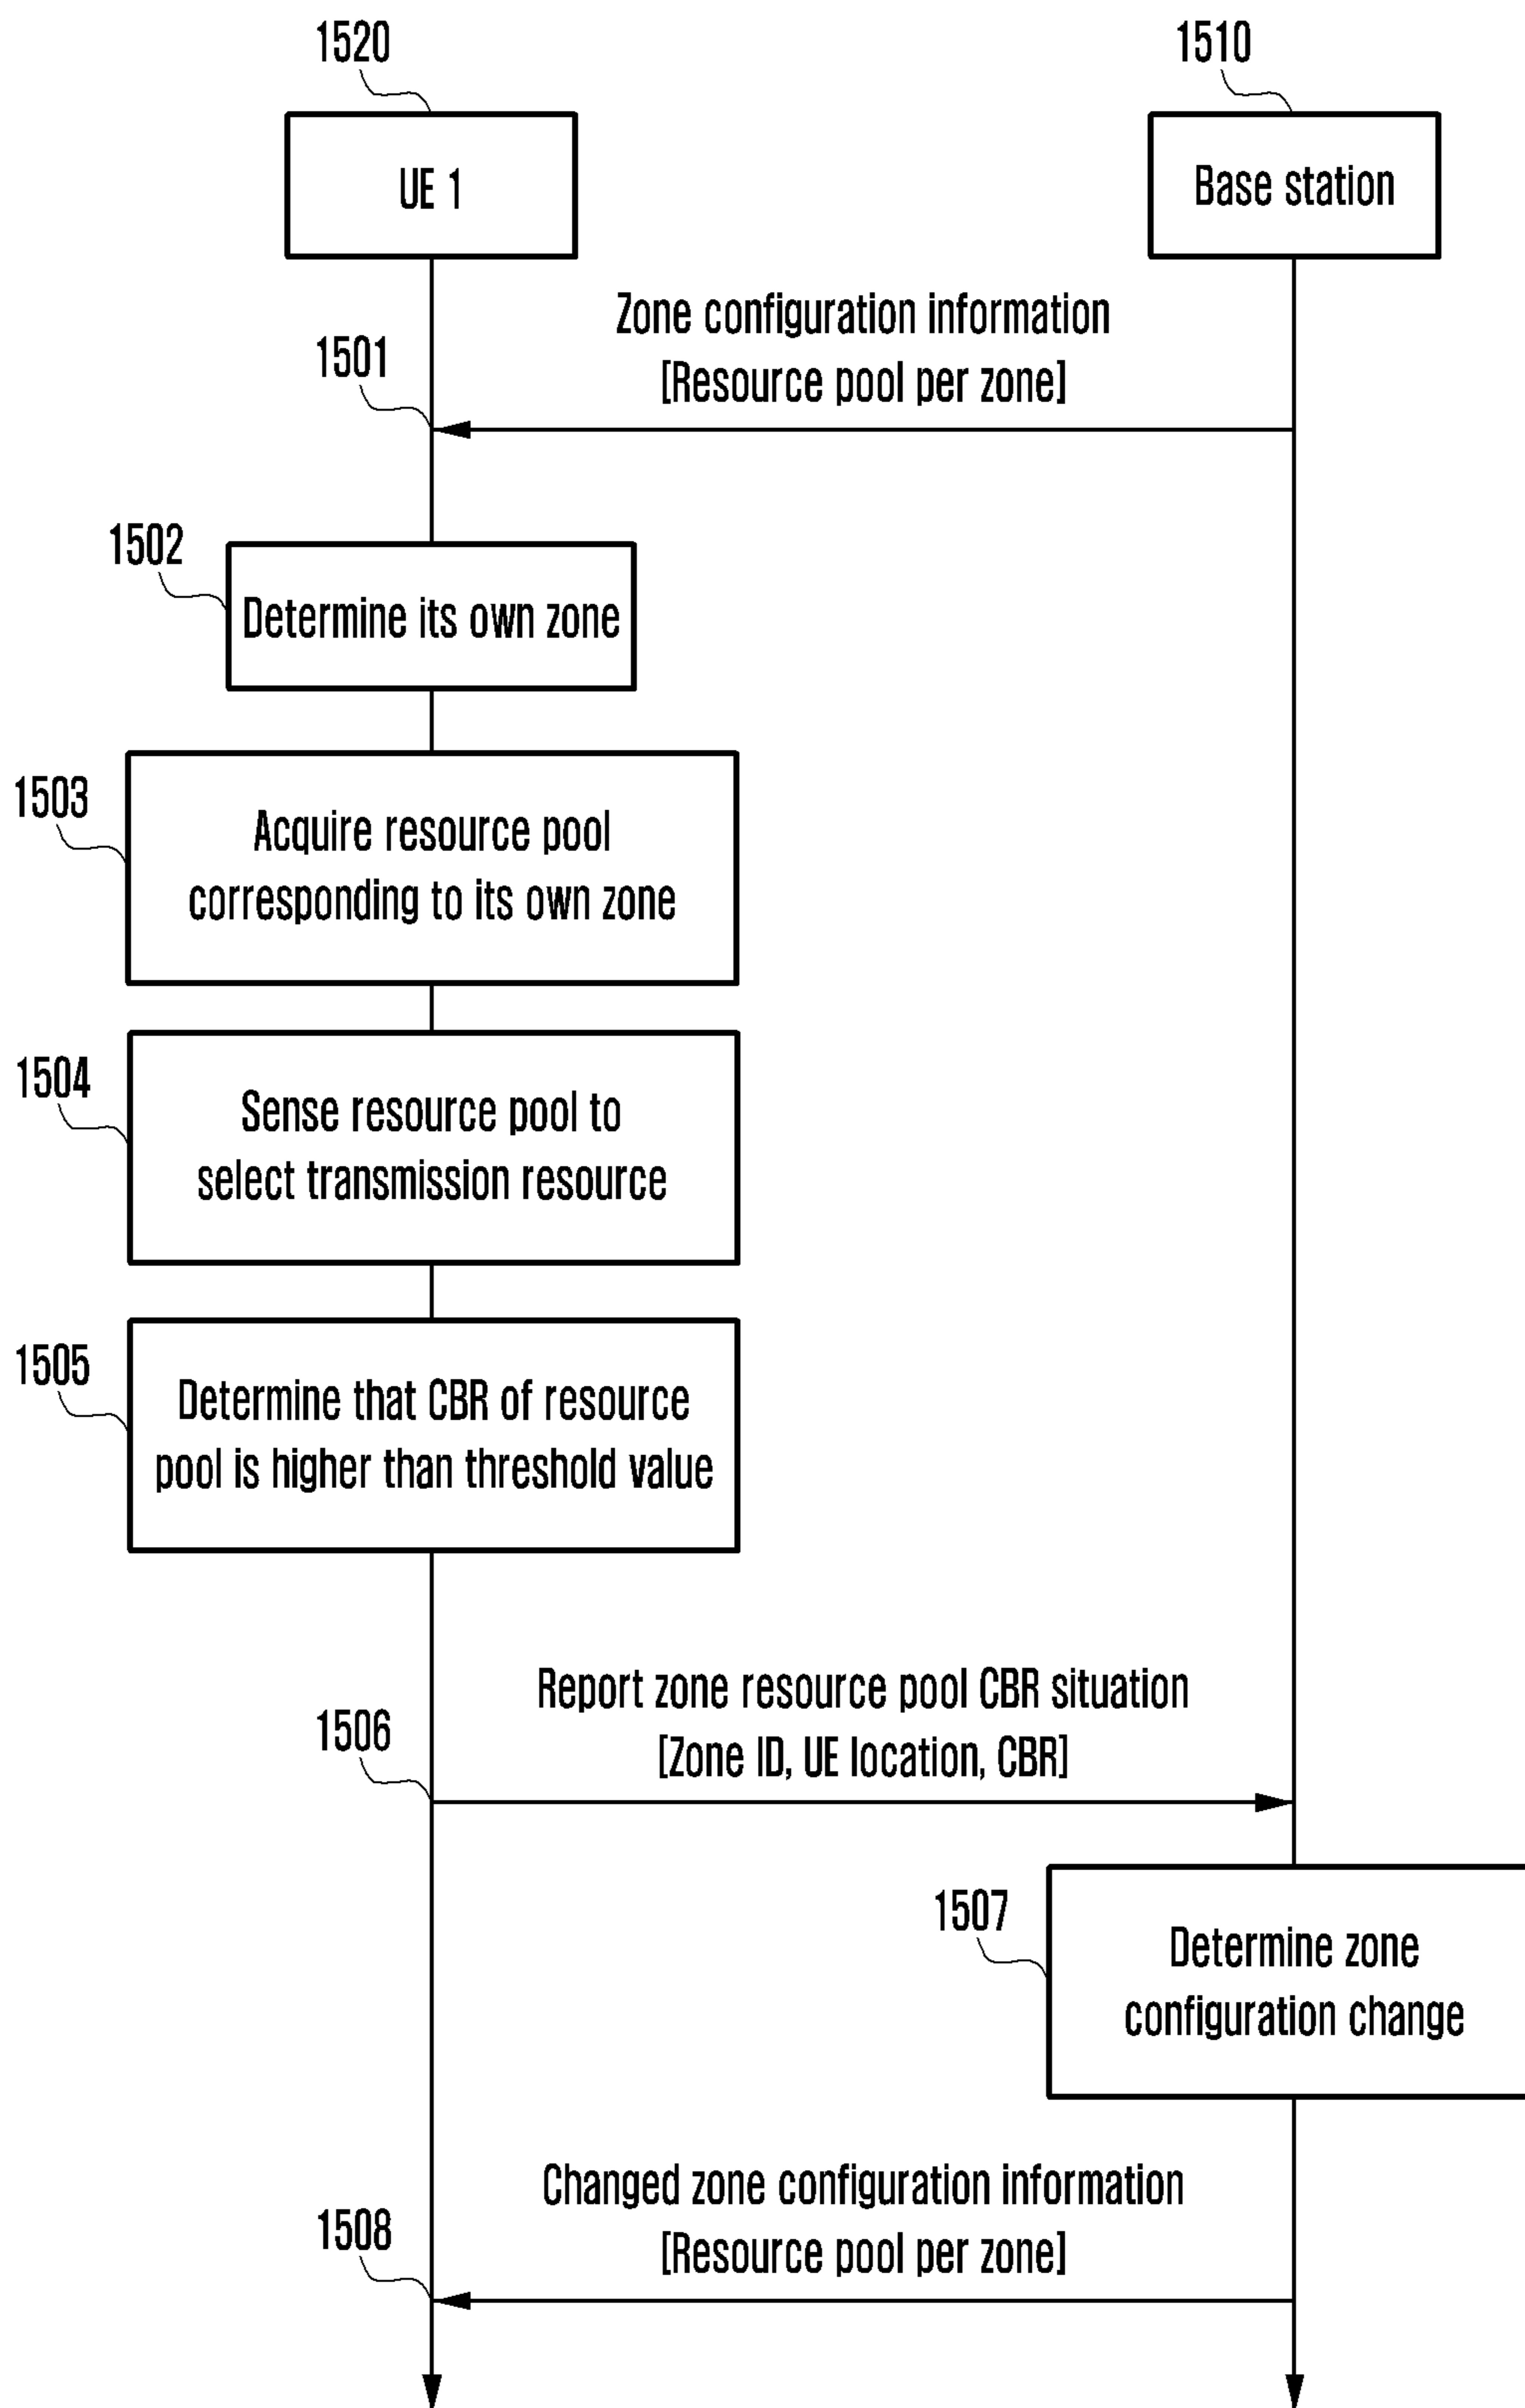 1520
1510
UE 1
Base station
Zone configuration information
[Resource pool per zone]
1501
1502
Determine its own zone
1503
Acquire resource pool
corresponding to its own zone
1504
Sense resource pool to
select transmission resource
1505
Determine that CBR of resource
pool is higher than threshold value
Report zone resource pool CBR situation
[Zone ID, UE location, CBR]
1506
1507
Determine zone
configuration change
Changed zone configuration information
[Resource pool per zone]
1508